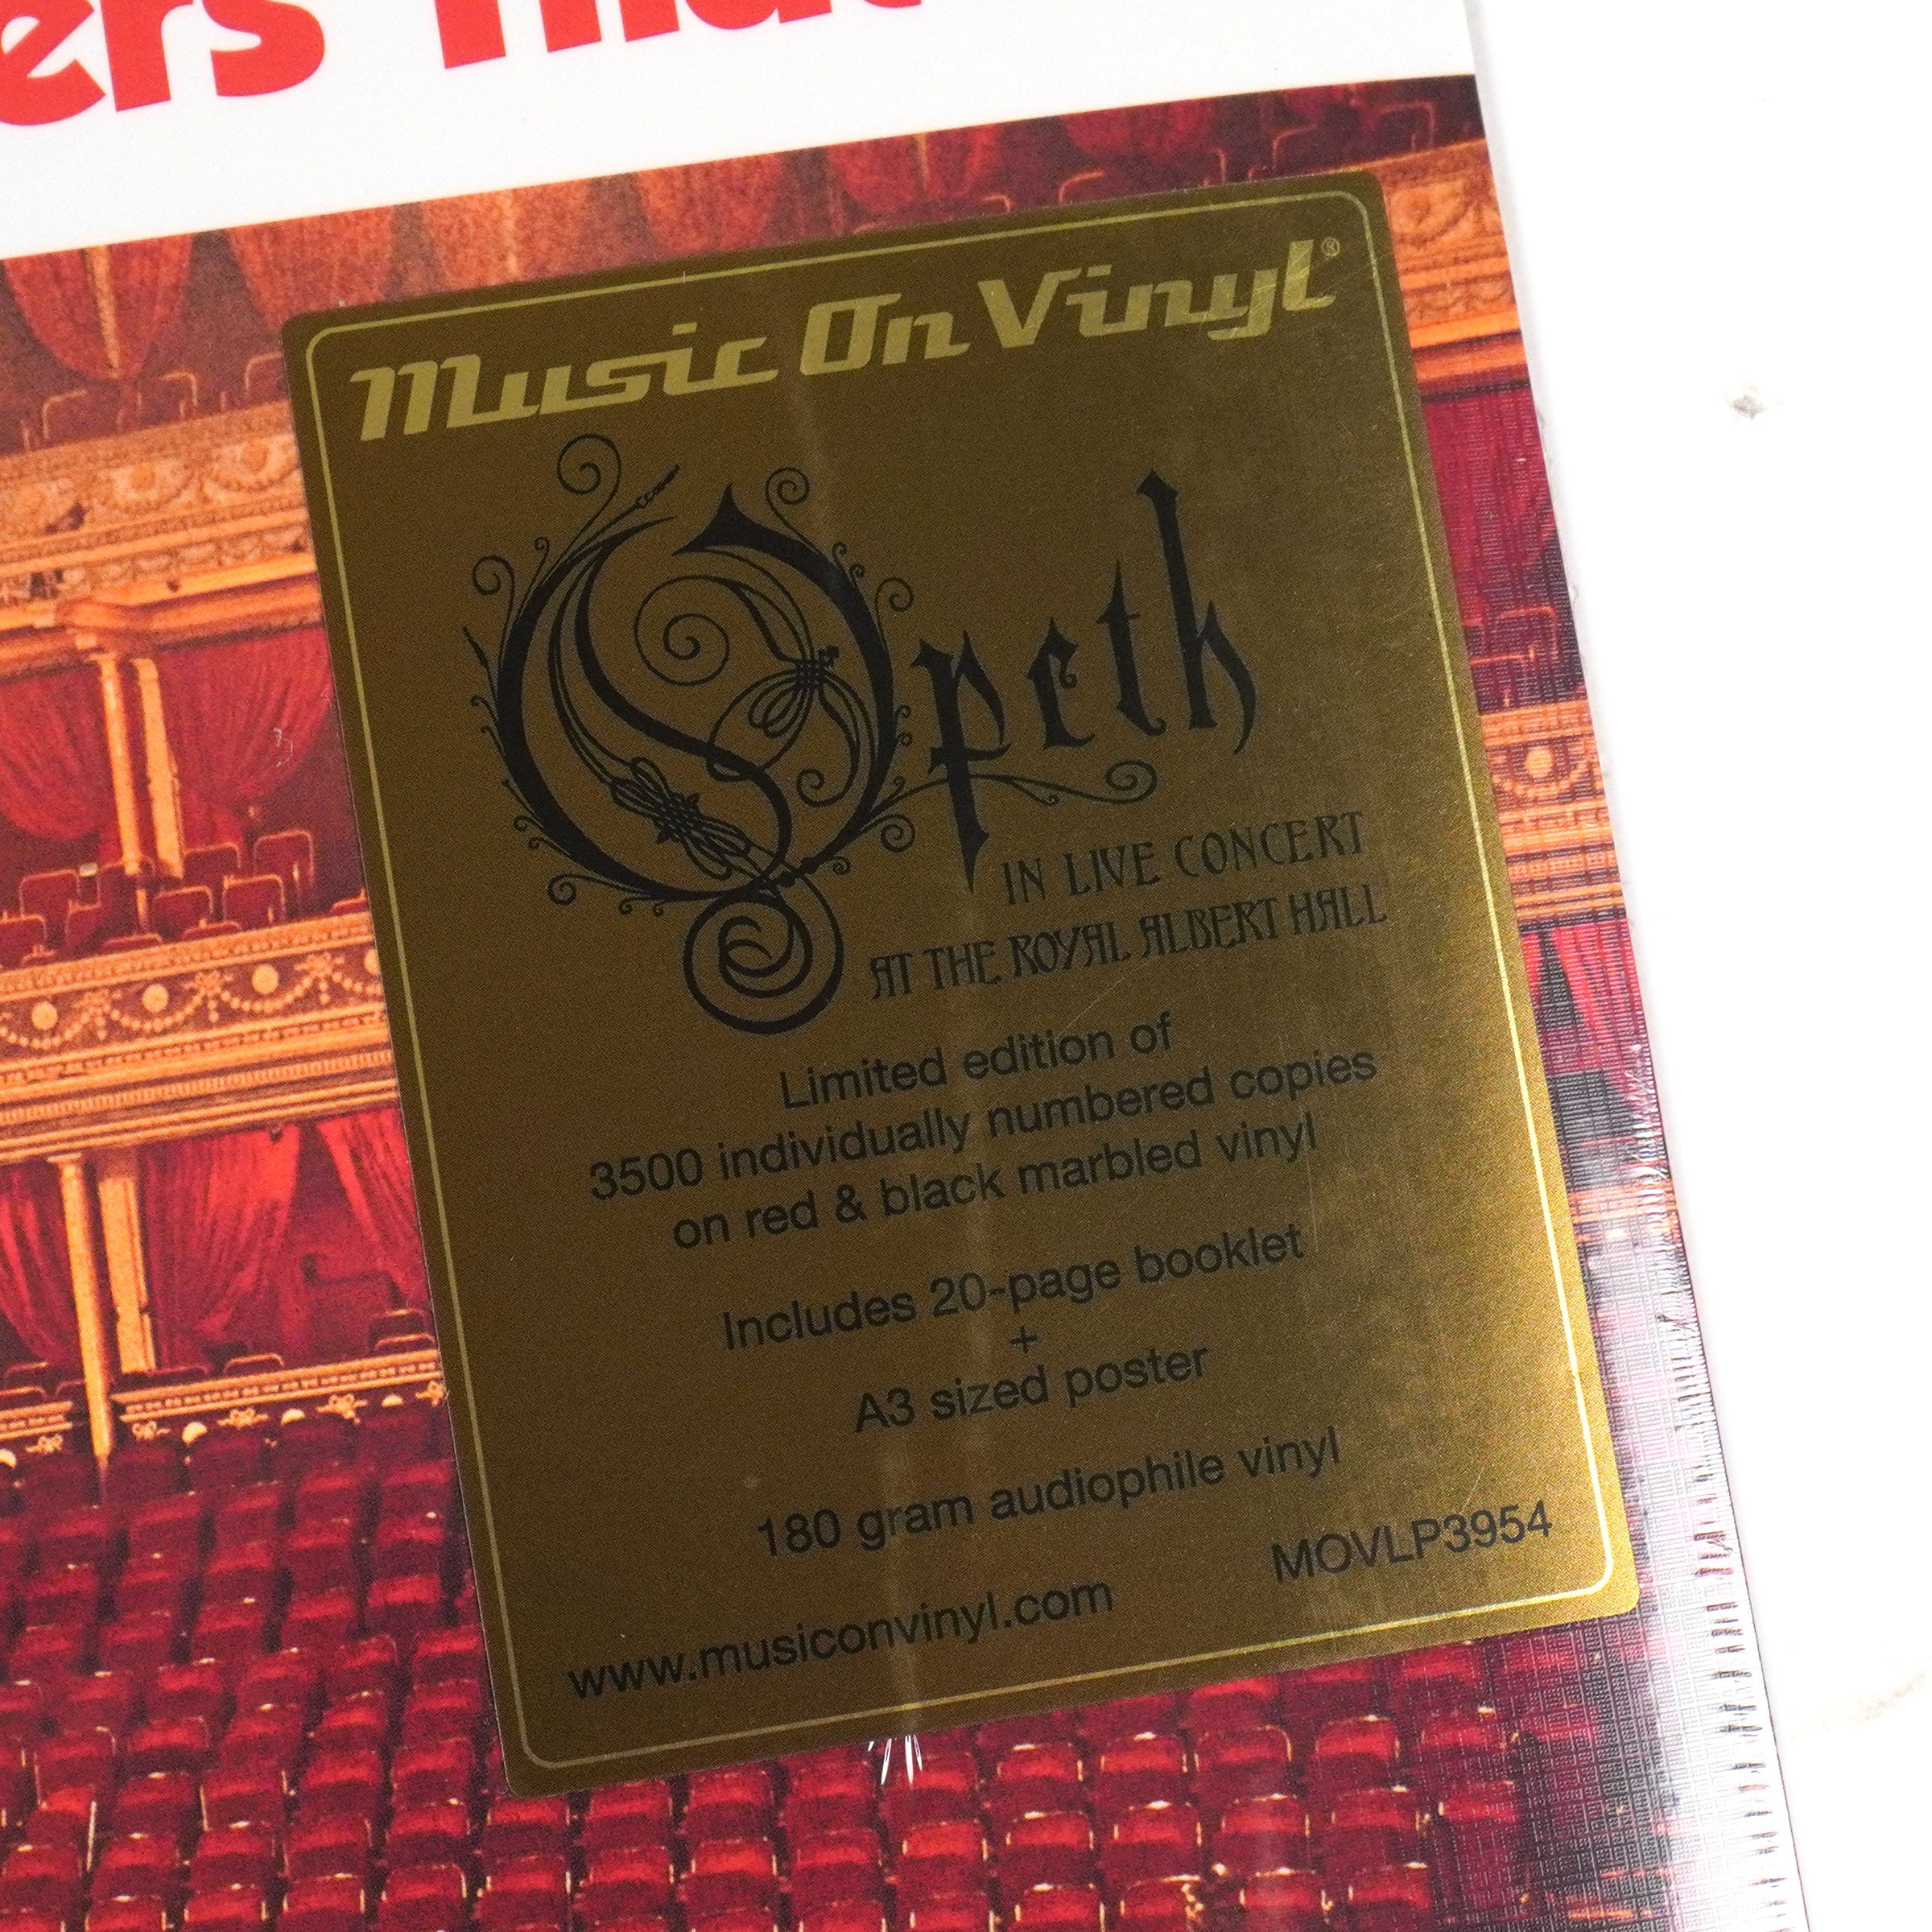 Music On Vinyl®
Opeth
IN LIVE CONCERT
AT THE ROYAL ALBERT HALL
Limited edition of
3500 individually numbered copies
on red & black marbled vinyl
Includes 20-page booklet
+
A3 sized poster
180 gram audiophile vinyl
MOVLP3954
www.musiconvinyl.com